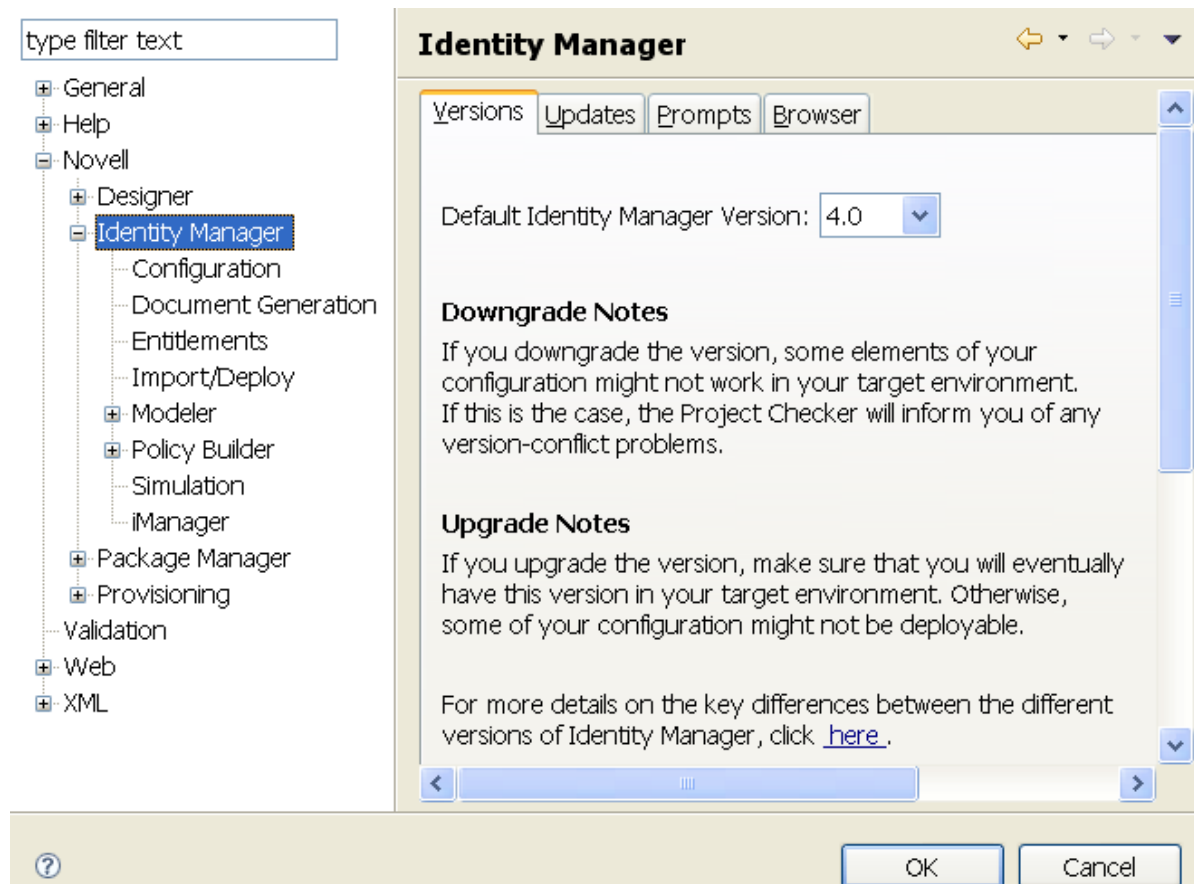 type filter text
General
Help
Novell
Designer
Identity Manager
Configuration
Document Generation
Entitlements
Import/Deploy
Modeler
Policy Builder
Simulation
iManager
Package Manager
Provisioning
Validation
Web
XML
Identity Manager
Versions Updates Prompts Browser
Default Identity Manager Version: 4.0
Downgrade Notes
If you downgrade the version, some elements of your
configuration might not work in your target environment.
If this is the case, the Project Checker will inform you of any
version-conflict problems.
Upgrade Notes
If you upgrade the version, make sure that you will eventually
have this version in your target environment. Otherwise,
some of your configuration might not be deployable.
For more details on the key differences between the different
versions of Identity Manager, click here .
OK Cancel